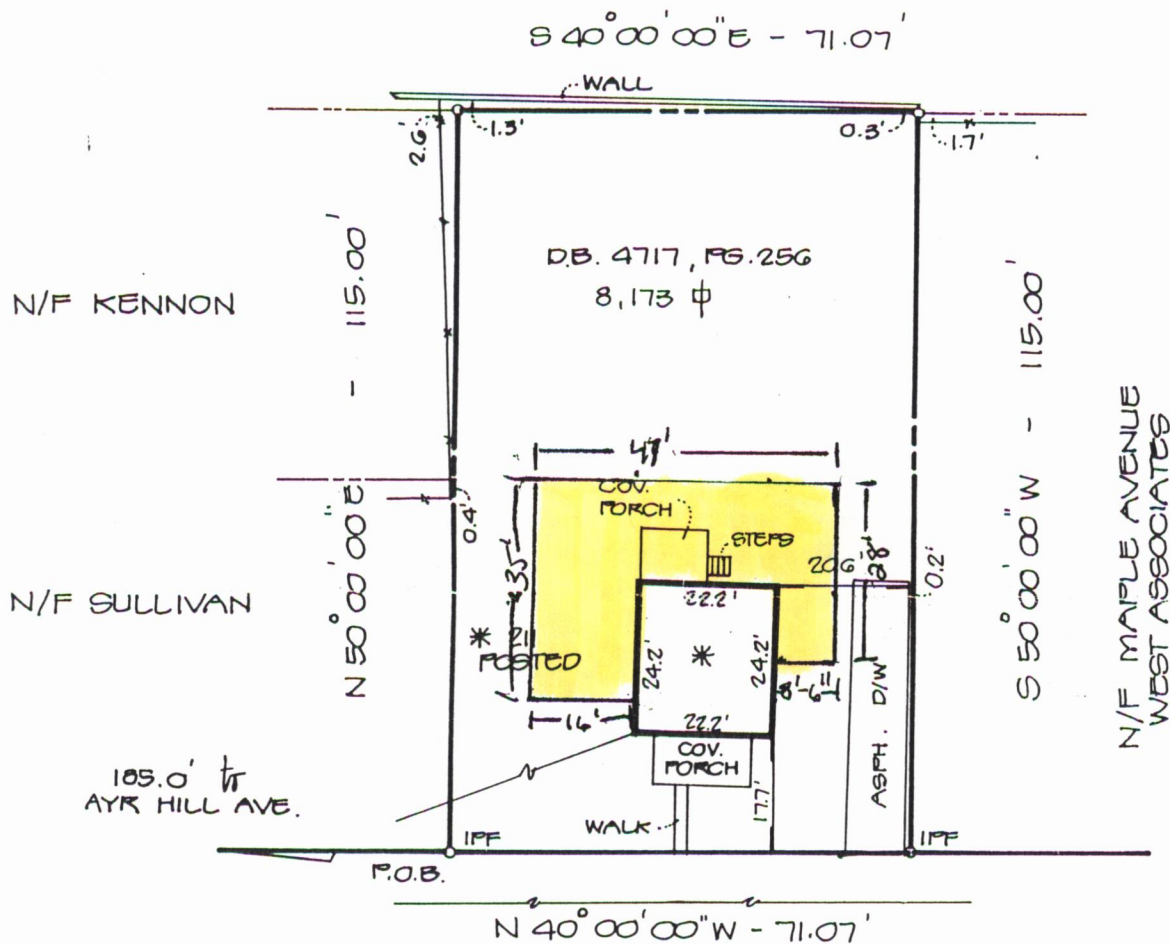 S 40°00'00"E - 71.07'
WALL
2.6'
1.3'
0.3'
1.7'
N/F KENNON
N 50°00'00"E - 115.00'
D.B. 4717, PG. 256
8,173
S 50°00'00"W - 115.00'
N/F MAPLE AVENUE
WEST ASSOCIATES
47'
COV.
PORCH
STEPS
0.4'
35'
20.6'
28'
0.2'
N/F SULLIVAN
22.2'
* 21
POSTED
24.2'
*
24.2'
8'-6"
16'
22.2'
COV.
PORCH
17.7'
ASPH. D/W
185.0' to
AYR HILL AVE.
WALK
IPF
IPF
P.O.B.
N 40°00'00"W - 71.07'